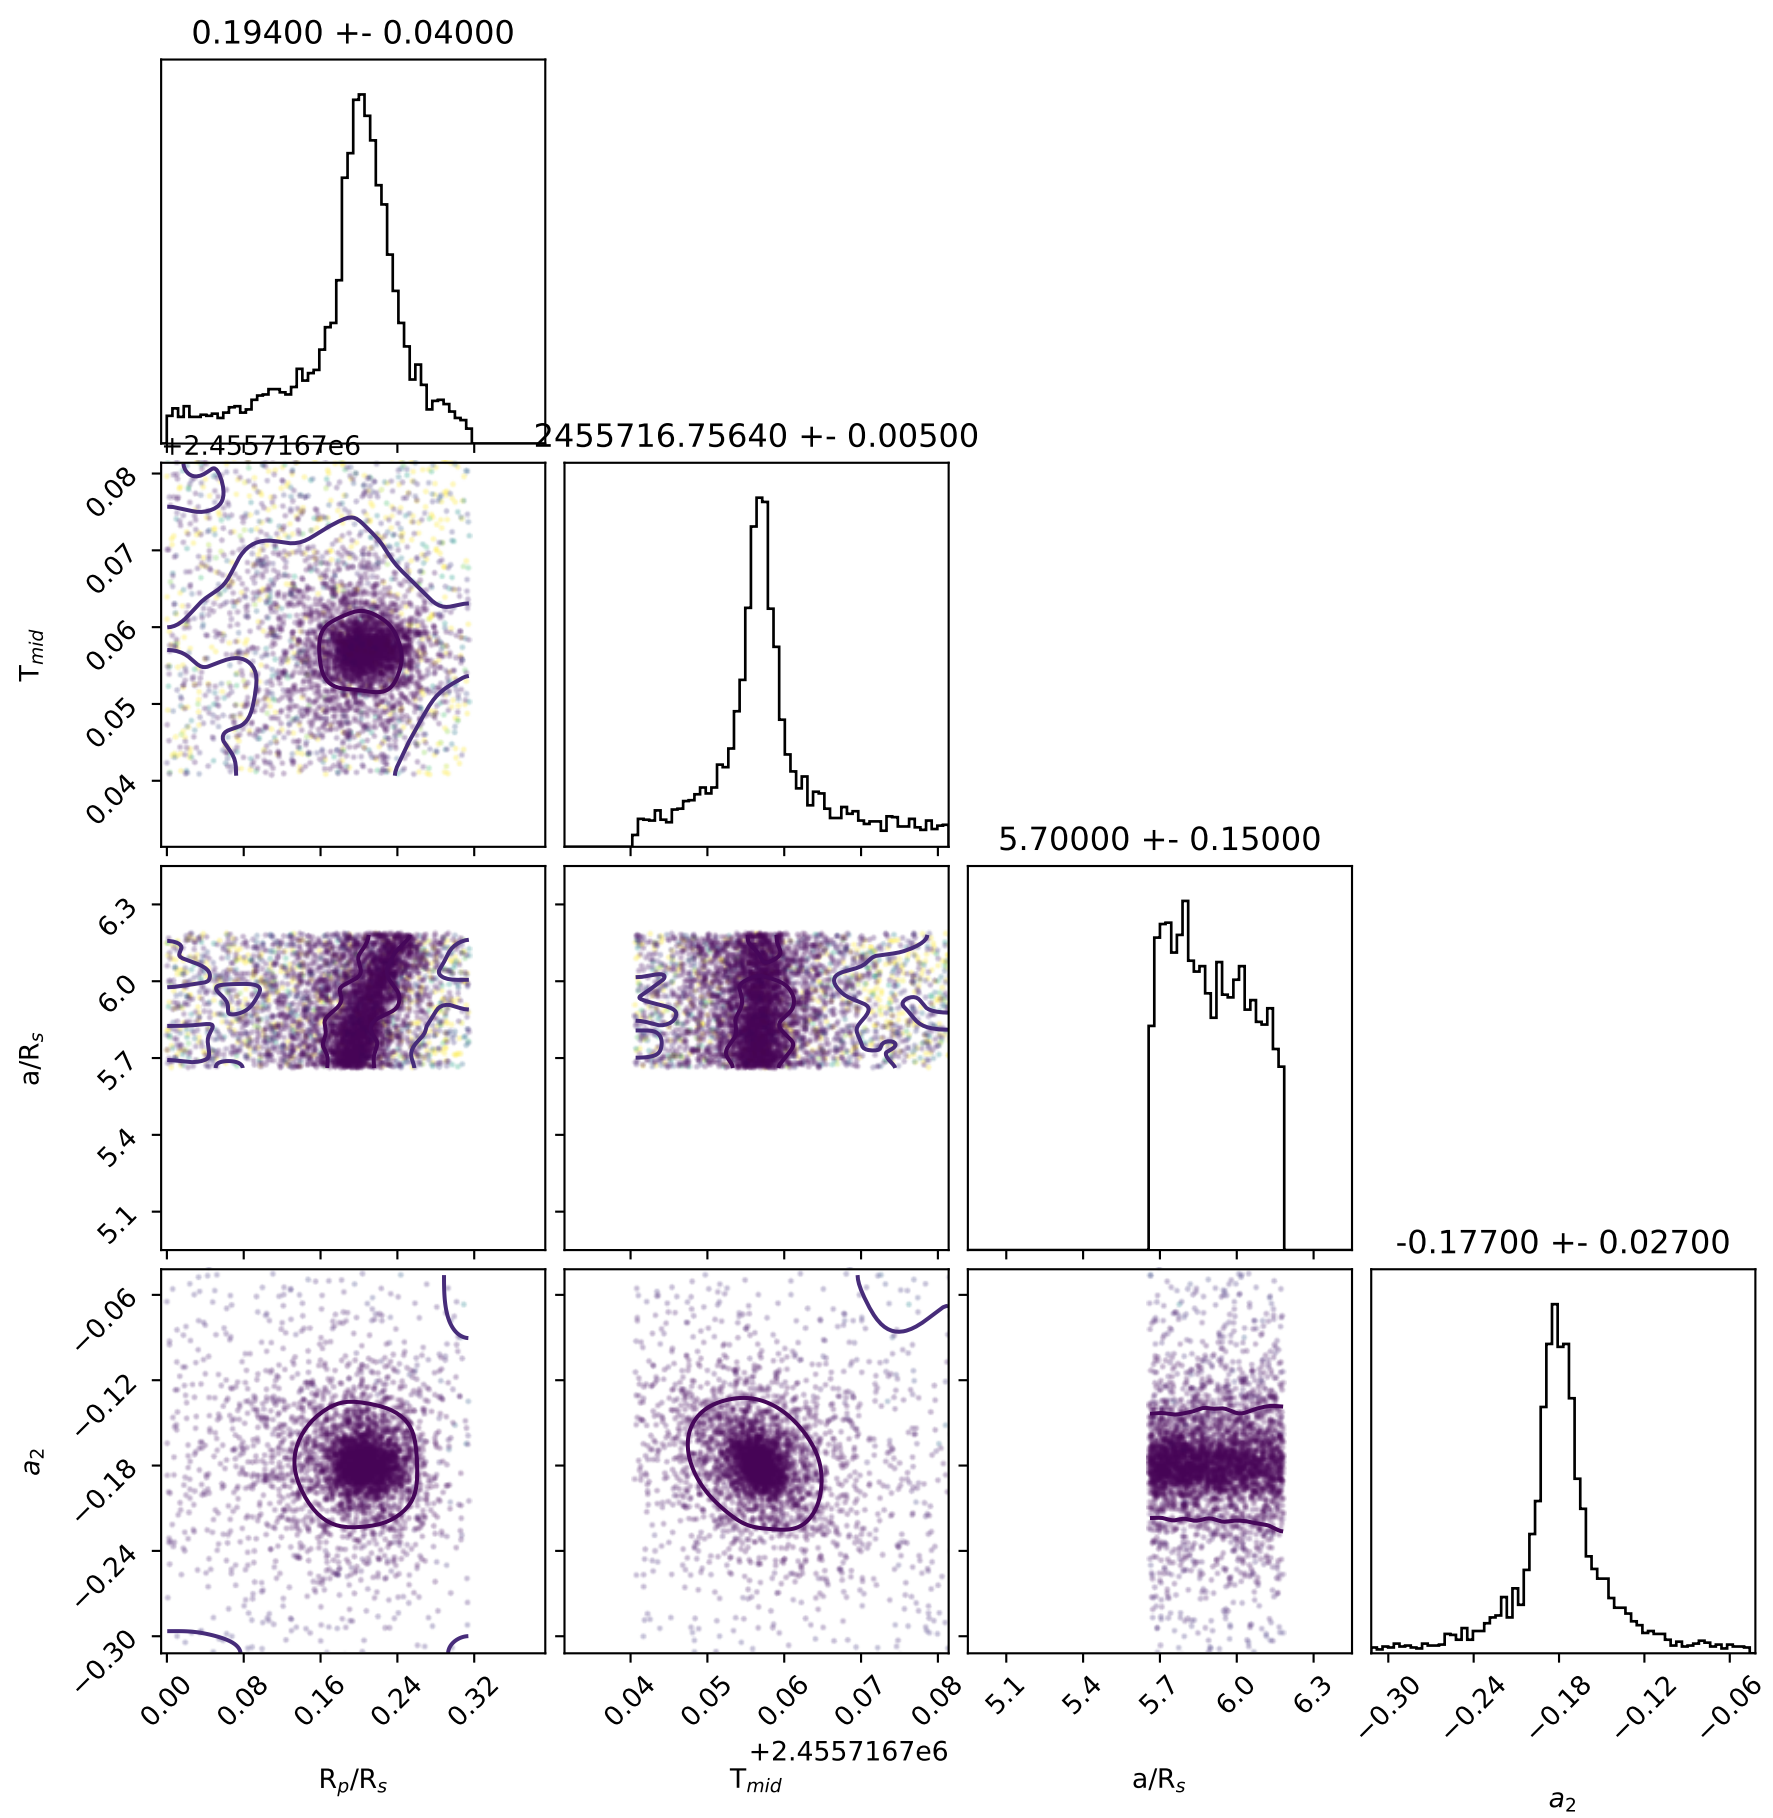 0.19400 +- 0.04000
+2.4557167e6
2455716.75640 +- 0.00500
0.08
0.07
0.06
0.05
0.04
T_mid
5.70000 +- 0.15000
6.3
6.0
5.7
5.4
5.1
a/R_s
-0.17700 +- 0.02700
−0.06
−0.12
−0.18
−0.24
−0.30
a_2
0.00 0.08 0.16 0.24 0.32
0.04 0.05 0.06 0.07 0.08
5.1 5.4 5.7 6.0 6.3
−0.30 −0.24 −0.18 −0.12 −0.06
+2.4557167e6
R_p/R_s
T_mid
a/R_s
a_2